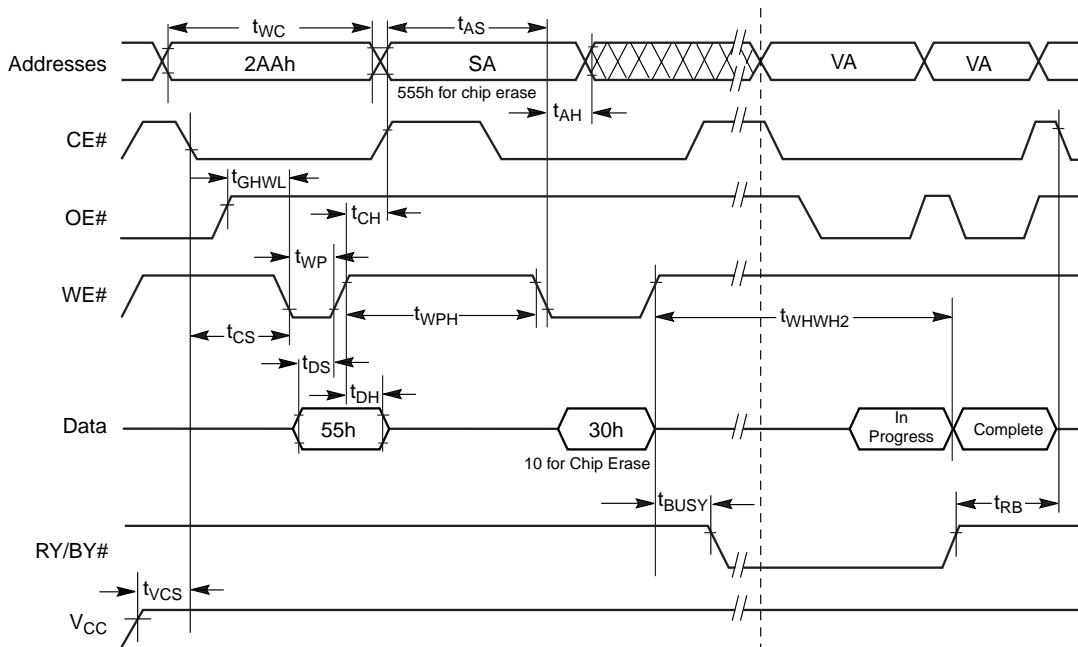 tWC
tAS
Addresses
2AAh
SA
VA
VA
555h for chip erase
tAH
CE#
tGHWL
OE#
tCH
tWP
WE#
tWPH
tWHWH2
tCS
tDS
tDH
Data
55h
30h
In
Progress
Complete
10 for Chip Erase
tBUSY
tRB
RY/BY#
tVCS
VCC